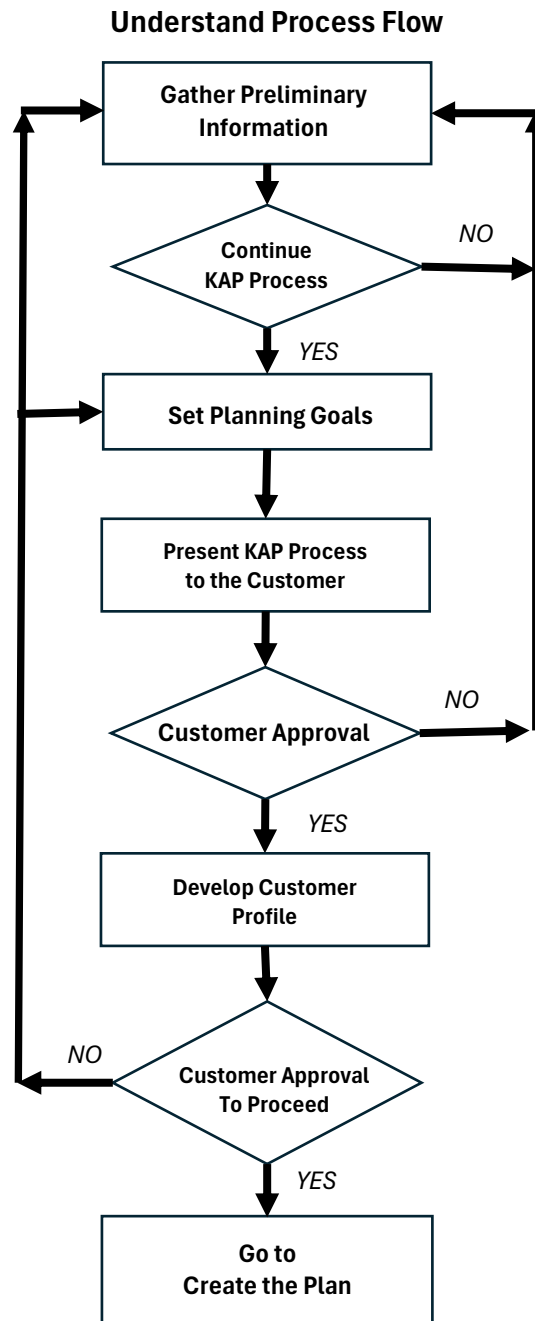 Understand Process Flow
Gather Preliminary
Information
Continue
KAP Process
NO
YES
Set Planning Goals
Present KAP Process
to the Customer
Customer Approval
NO
YES
Develop Customer
Profile
Customer Approval
To Proceed
NO
YES
Go to
Create the Plan